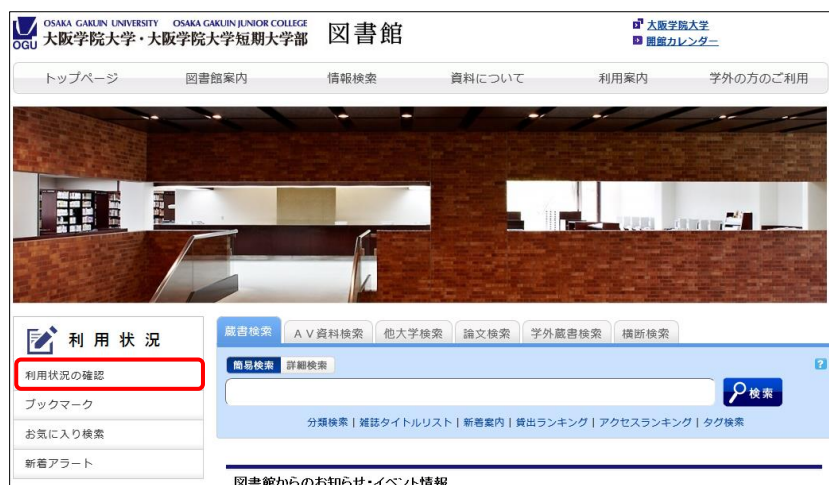 OSAKA GAKUIN UNIVERSITY OSAKA GAKUIN JUNIOR COLLEGE
OGU 大阪学院大学・大阪学院大学短期大学部 図書館
大阪学院大学
開館カレンダー
トップページ 図書館案内 情報検索 資料について 利用案内 学外の方のご利用
利用状況
利用状況の確認
ブックマーク
お気に入り検索
新着アラート
蔵書検索 AV資料検索 他大学検索 論文検索 学外蔵書検索 横断検索
簡易検索 詳細検索 ?
検索
分類検索 | 雑誌タイトルリスト | 新着案内 | 貸出ランキング | アクセスランキング | タグ検索
図書館からのお知らせ・イベント情報